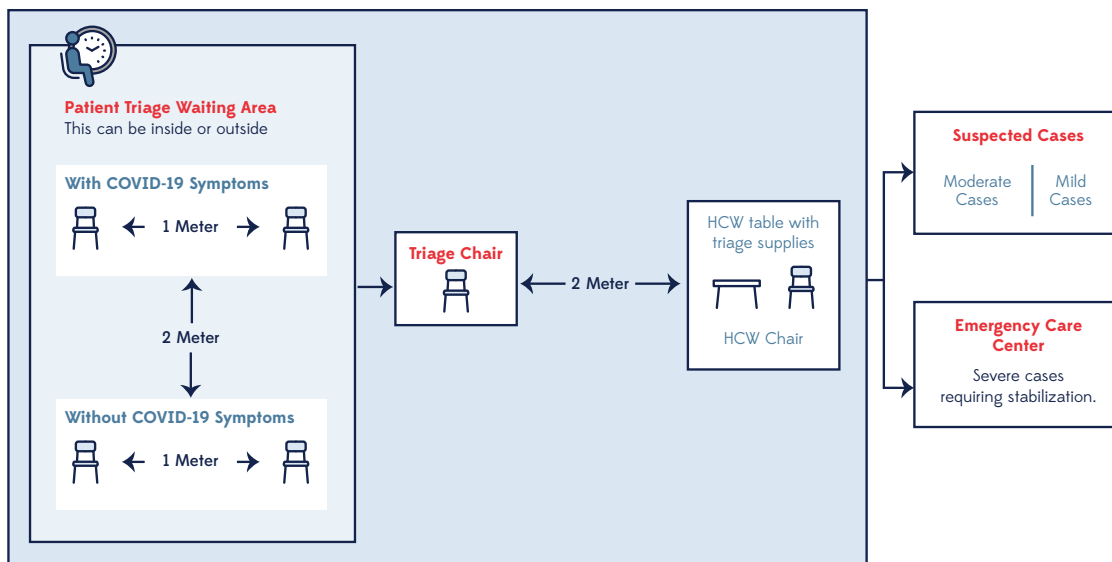 Patient Triage Waiting Area
This can be inside or outside
With COVID-19 Symptoms
1 Meter
2 Meter
Without COVID-19 Symptoms
1 Meter
Triage Chair
2 Meter
HCW table with
triage supplies
HCW Chair
Suspected Cases
Moderate
Cases
Mild
Cases
Emergency Care
Center
Severe cases
requiring stabilization.